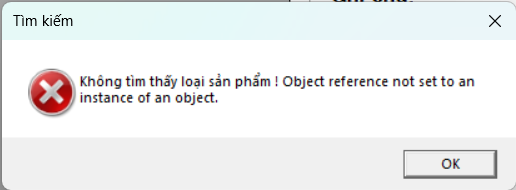 Tìm kiếm
Không tìm thấy loại sản phẩm ! Object reference not set to an
instance of an object.
OK